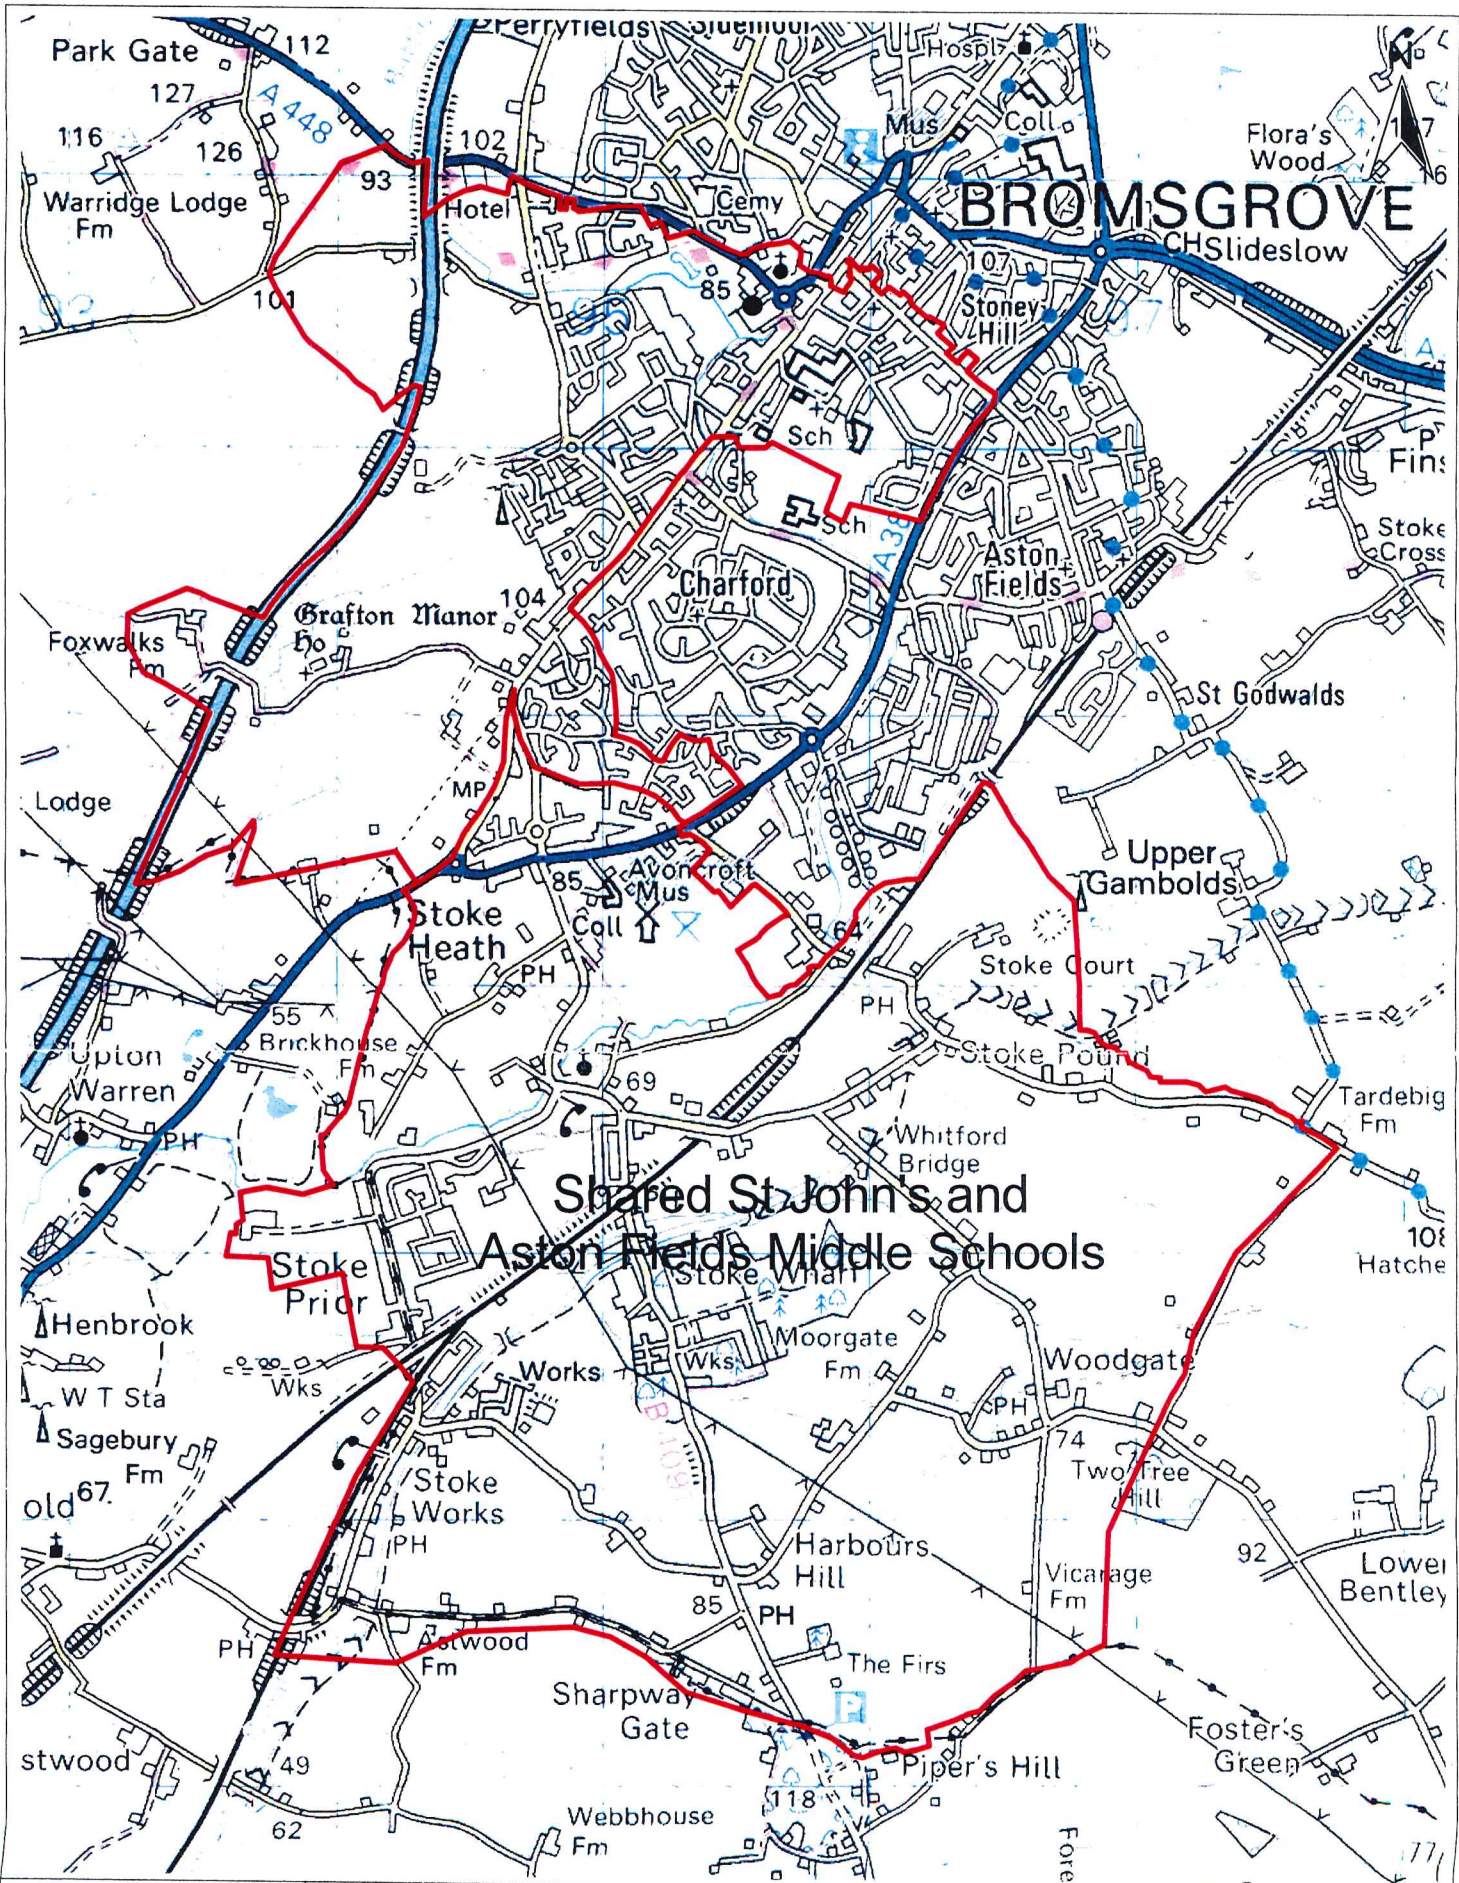 Perryfields
Hospl
N
Park Gate
112
127
A 448
116
126
102
93
Mus
Coll
Flora's
Wood
Warridge Lodge
Fm
Hotel
Cemy
BROMSGROVE
CH
Slideslow
107
101
85
Stoney
Hill
Sch
Fins
Sch
A 38
Stoke
Cross
Aston
Fields
Charford
104
Grafton Manor
Ho
Foxwalks
Fm
St Godwalds
MP
Lodge
Upper
Gambolds
85
Avoncroft
Mus
Coll
Stoke
Heath
PH
64
Stoke Court
PH
55
Brickhouse
Fm
Upton
Warren
Stoke Pound
69
Tardebig
Fm
PH
Whitford
Bridge
Shared St John's and
Aston Fields Middle Schools
Stoke
Prior
Stoke Wharf
108
Hatche
Henbrook
Moorgate
Fm
Works
Wks
Wks
Woodgate
W T Sta
PH
Sagebury
Fm
74
Two Tree
Hill
Stoke
Works
old
67
PH
Harbours
Hill
92
Vicarage
Fm
Lower
Bentley
85
PH
PH
Astwood
Fm
The Firs
Sharpway
Gate
P
Foster's
Green
stwood
49
Piper's Hill
118
62
Webbhouse
Fm
Fore
77